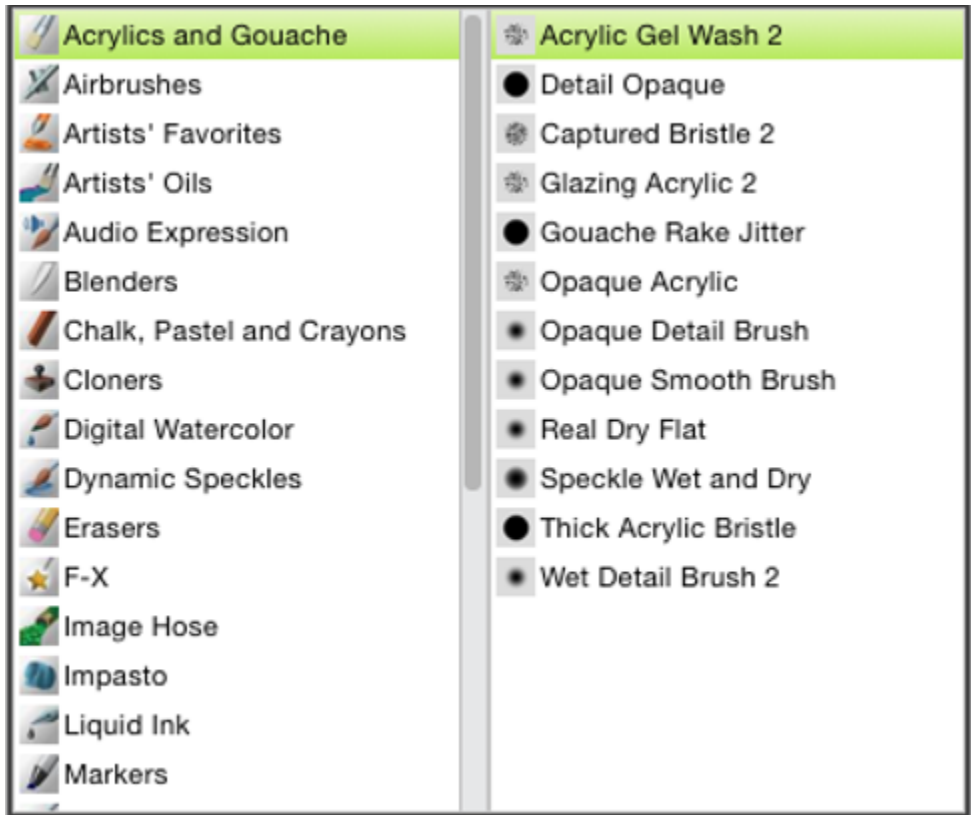 Acrylics and Gouache
Airbrushes
Artists' Favorites
Artists' Oils
Audio Expression
Blenders
Chalk, Pastel and Crayons
Cloners
Digital Watercolor
Dynamic Speckles
Erasers
F-X
Image Hose
Impasto
Liquid Ink
Markers
Acrylic Gel Wash 2
Detail Opaque
Captured Bristle 2
Glazing Acrylic 2
Gouache Rake Jitter
Opaque Acrylic
Opaque Detail Brush
Opaque Smooth Brush
Real Dry Flat
Speckle Wet and Dry
Thick Acrylic Bristle
Wet Detail Brush 2